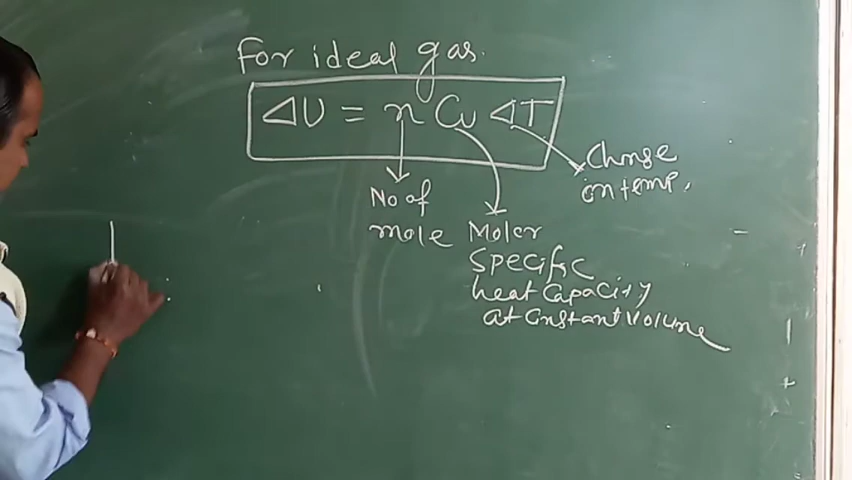 For ideal gas.
ΔU = n Cv ΔT
Change
in temp.
No of
mole
Molar
Specific
heat capacity
at constant volume